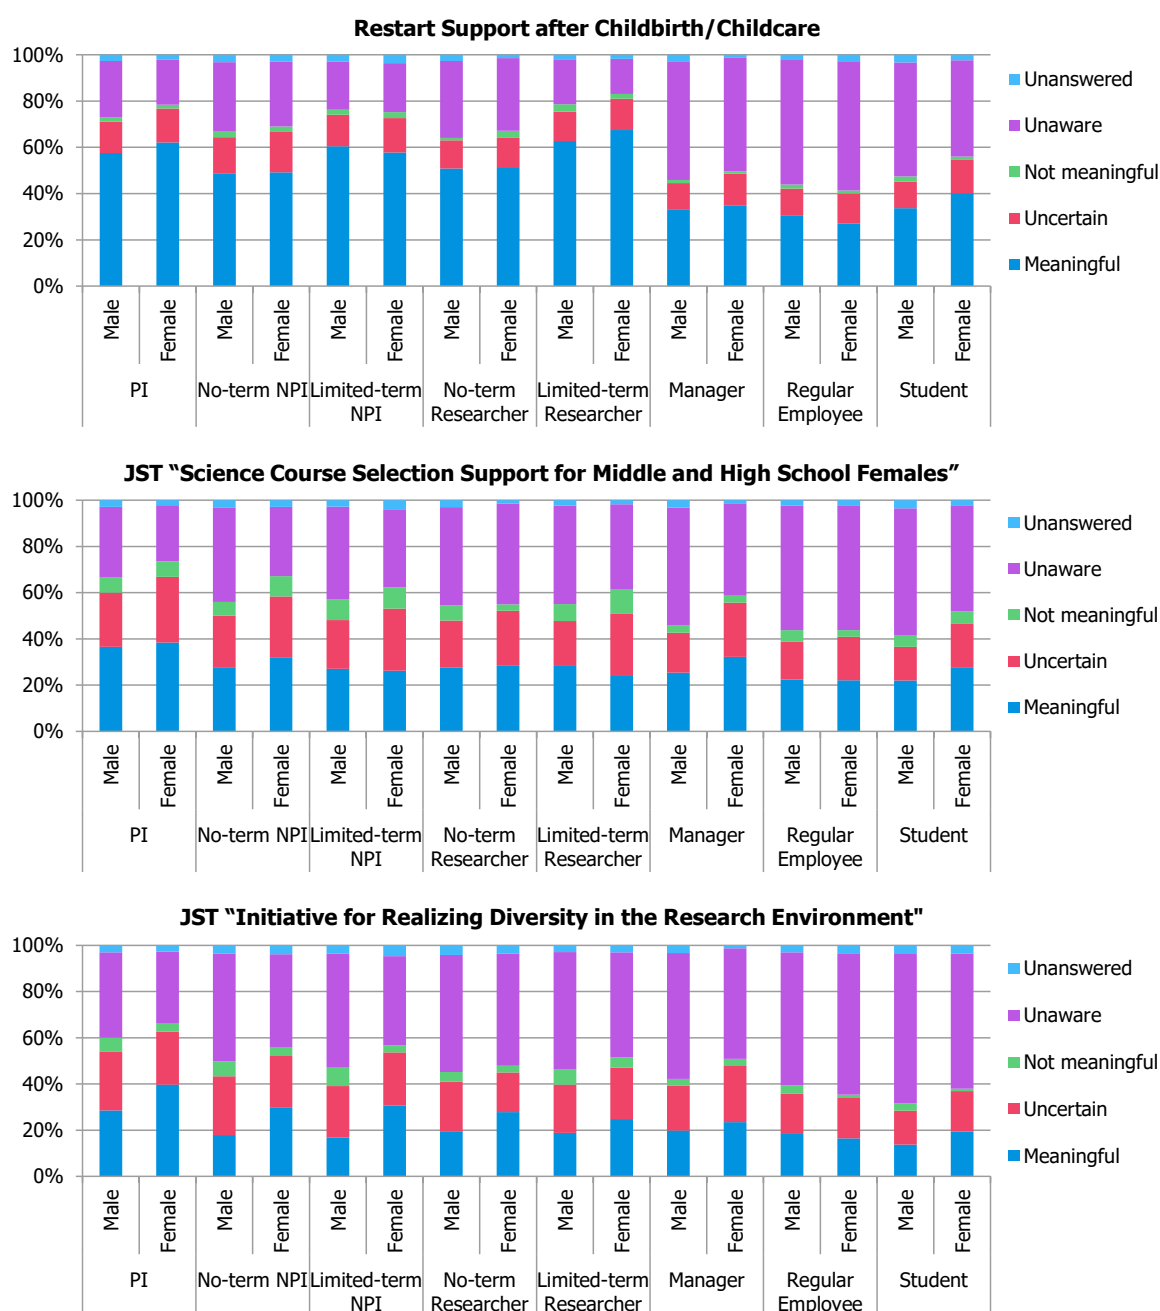 Restart Support after Childbirth/Childcare
100%
80%
60%
40%
20%
0%
Male
Female
Male
Female
Male
Female
Male
Female
Male
Female
Male
Female
Male
Female
Male
Female
PI
No-term NPI
Limited-term
NPI
No-term
Researcher
Limited-term
Researcher
Manager
Regular
Employee
Student
Unanswered
Unaware
Not meaningful
Uncertain
Meaningful
JST “Science Course Selection Support for Middle and High School Females”
100%
80%
60%
40%
20%
0%
Male
Female
Male
Female
Male
Female
Male
Female
Male
Female
Male
Female
Male
Female
Male
Female
PI
No-term NPI
Limited-term
NPI
No-term
Researcher
Limited-term
Researcher
Manager
Regular
Employee
Student
Unanswered
Unaware
Not meaningful
Uncertain
Meaningful
JST “Initiative for Realizing Diversity in the Research Environment"
100%
80%
60%
40%
20%
0%
Male
Female
Male
Female
Male
Female
Male
Female
Male
Female
Male
Female
Male
Female
Male
Female
PI
No-term NPI
Limited-term
NPI
No-term
Researcher
Limited-term
Researcher
Manager
Regular
Employee
Student
Unanswered
Unaware
Not meaningful
Uncertain
Meaningful